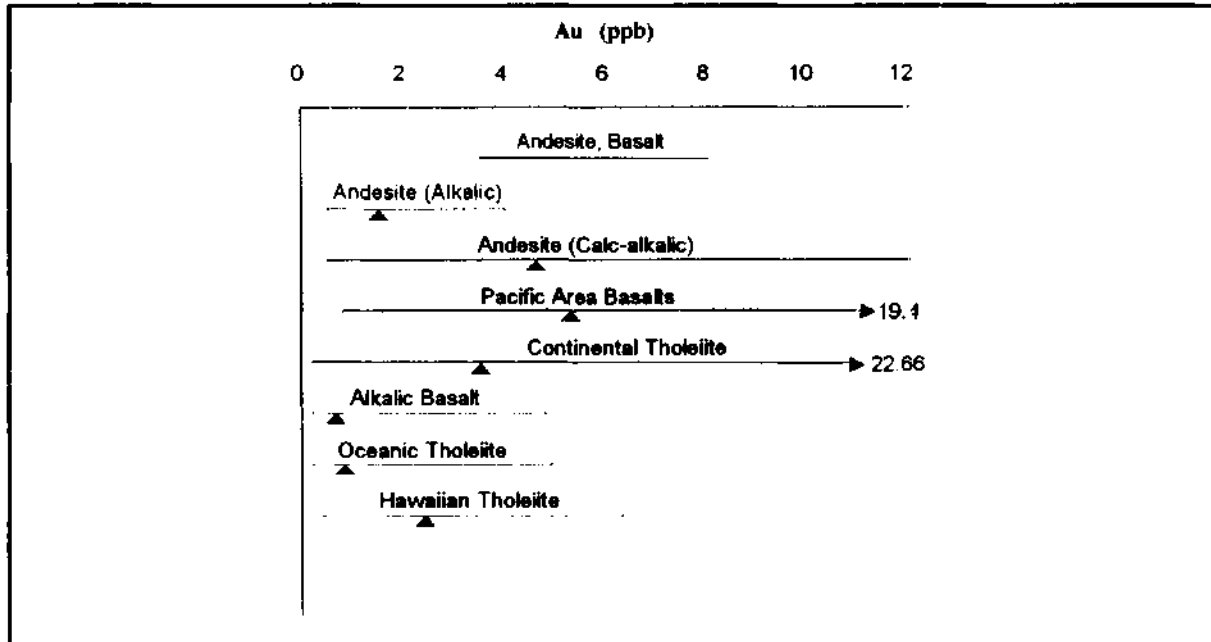 Au (ppb)
0 2 4 6 8 10 12
Andesite, Basalt
Andesite (Alkalic)
Andesite (Calc-alkalic)
Pacific Area Basalts
19.1
Continental Tholeiite
22.66
Alkalic Basalt
Oceanic Tholeiite
Hawaiian Tholeiite